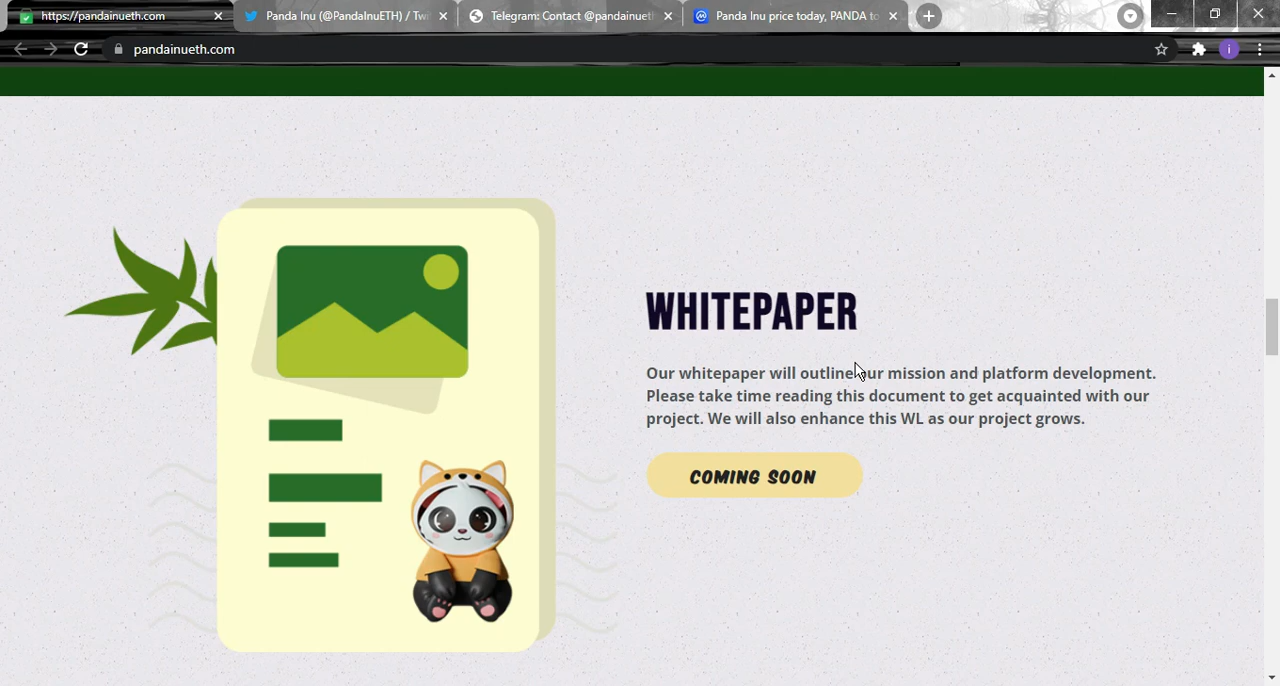 https://pandainueth.com
Panda Inu (@PandaInuETH) / Twi
Telegram: Contact @pandainueth
Panda Inu price today, PANDA to
i
pandainueth.com
WHITEPAPER
Our whitepaper will outline our mission and platform development.
Please take time reading this document to get acquainted with our
project. We will also enhance this WL as our project grows.
COMING SOON